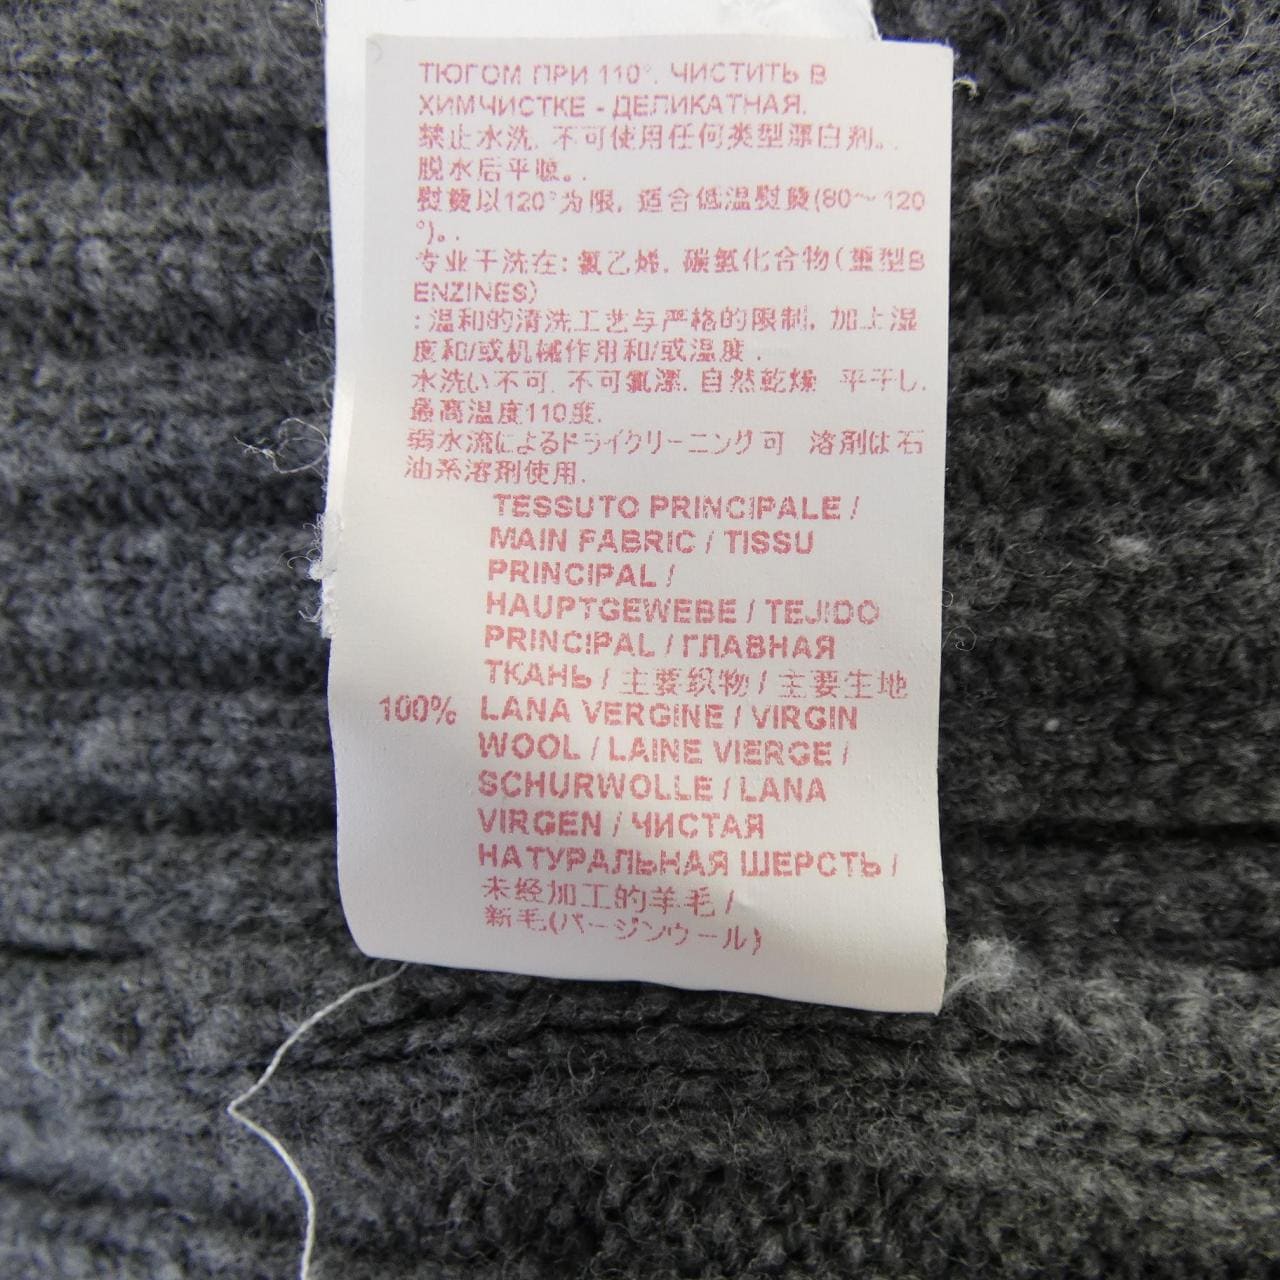 ТЮГОМ ПРИ 110°. ЧИСТИТЬ В
ХИМЧИСТКЕ - ДЕЛИКАТНАЯ.
禁止水洗. 不可使用任何类型漂白剂。.
脱水后平晾。.
熨烫以120°为限, 适合低温熨烫(80～120
°)。.
专业干洗在: 氯乙烯, 碳氢化合物(重型B
ENZINES)
: 温和的清洗工艺与严格的限制, 加上湿
度和/或机械作用和/或温度 .
水洗い不可, 不可氯漂. 自然乾燥 平干し.
最高温度110度.
弱水流によるドライクリーニング可 溶剤は石
油系溶剤使用.
TESSUTO PRINCIPALE /
MAIN FABRIC / TISSU
PRINCIPAL /
HAUPTGEWEBE / TEJIDO
PRINCIPAL / ГЛАВНАЯ
ТКАНЬ / 主要织物 / 主要生地
100% LANA VERGINE / VIRGIN
WOOL / LAINE VIERGE /
SCHURWOLLE / LANA
VIRGEN / ЧИСТАЯ
НАТУРАЛЬНАЯ ШЕРСТЬ /
未经加工的羊毛 /
新毛(バージンウール)